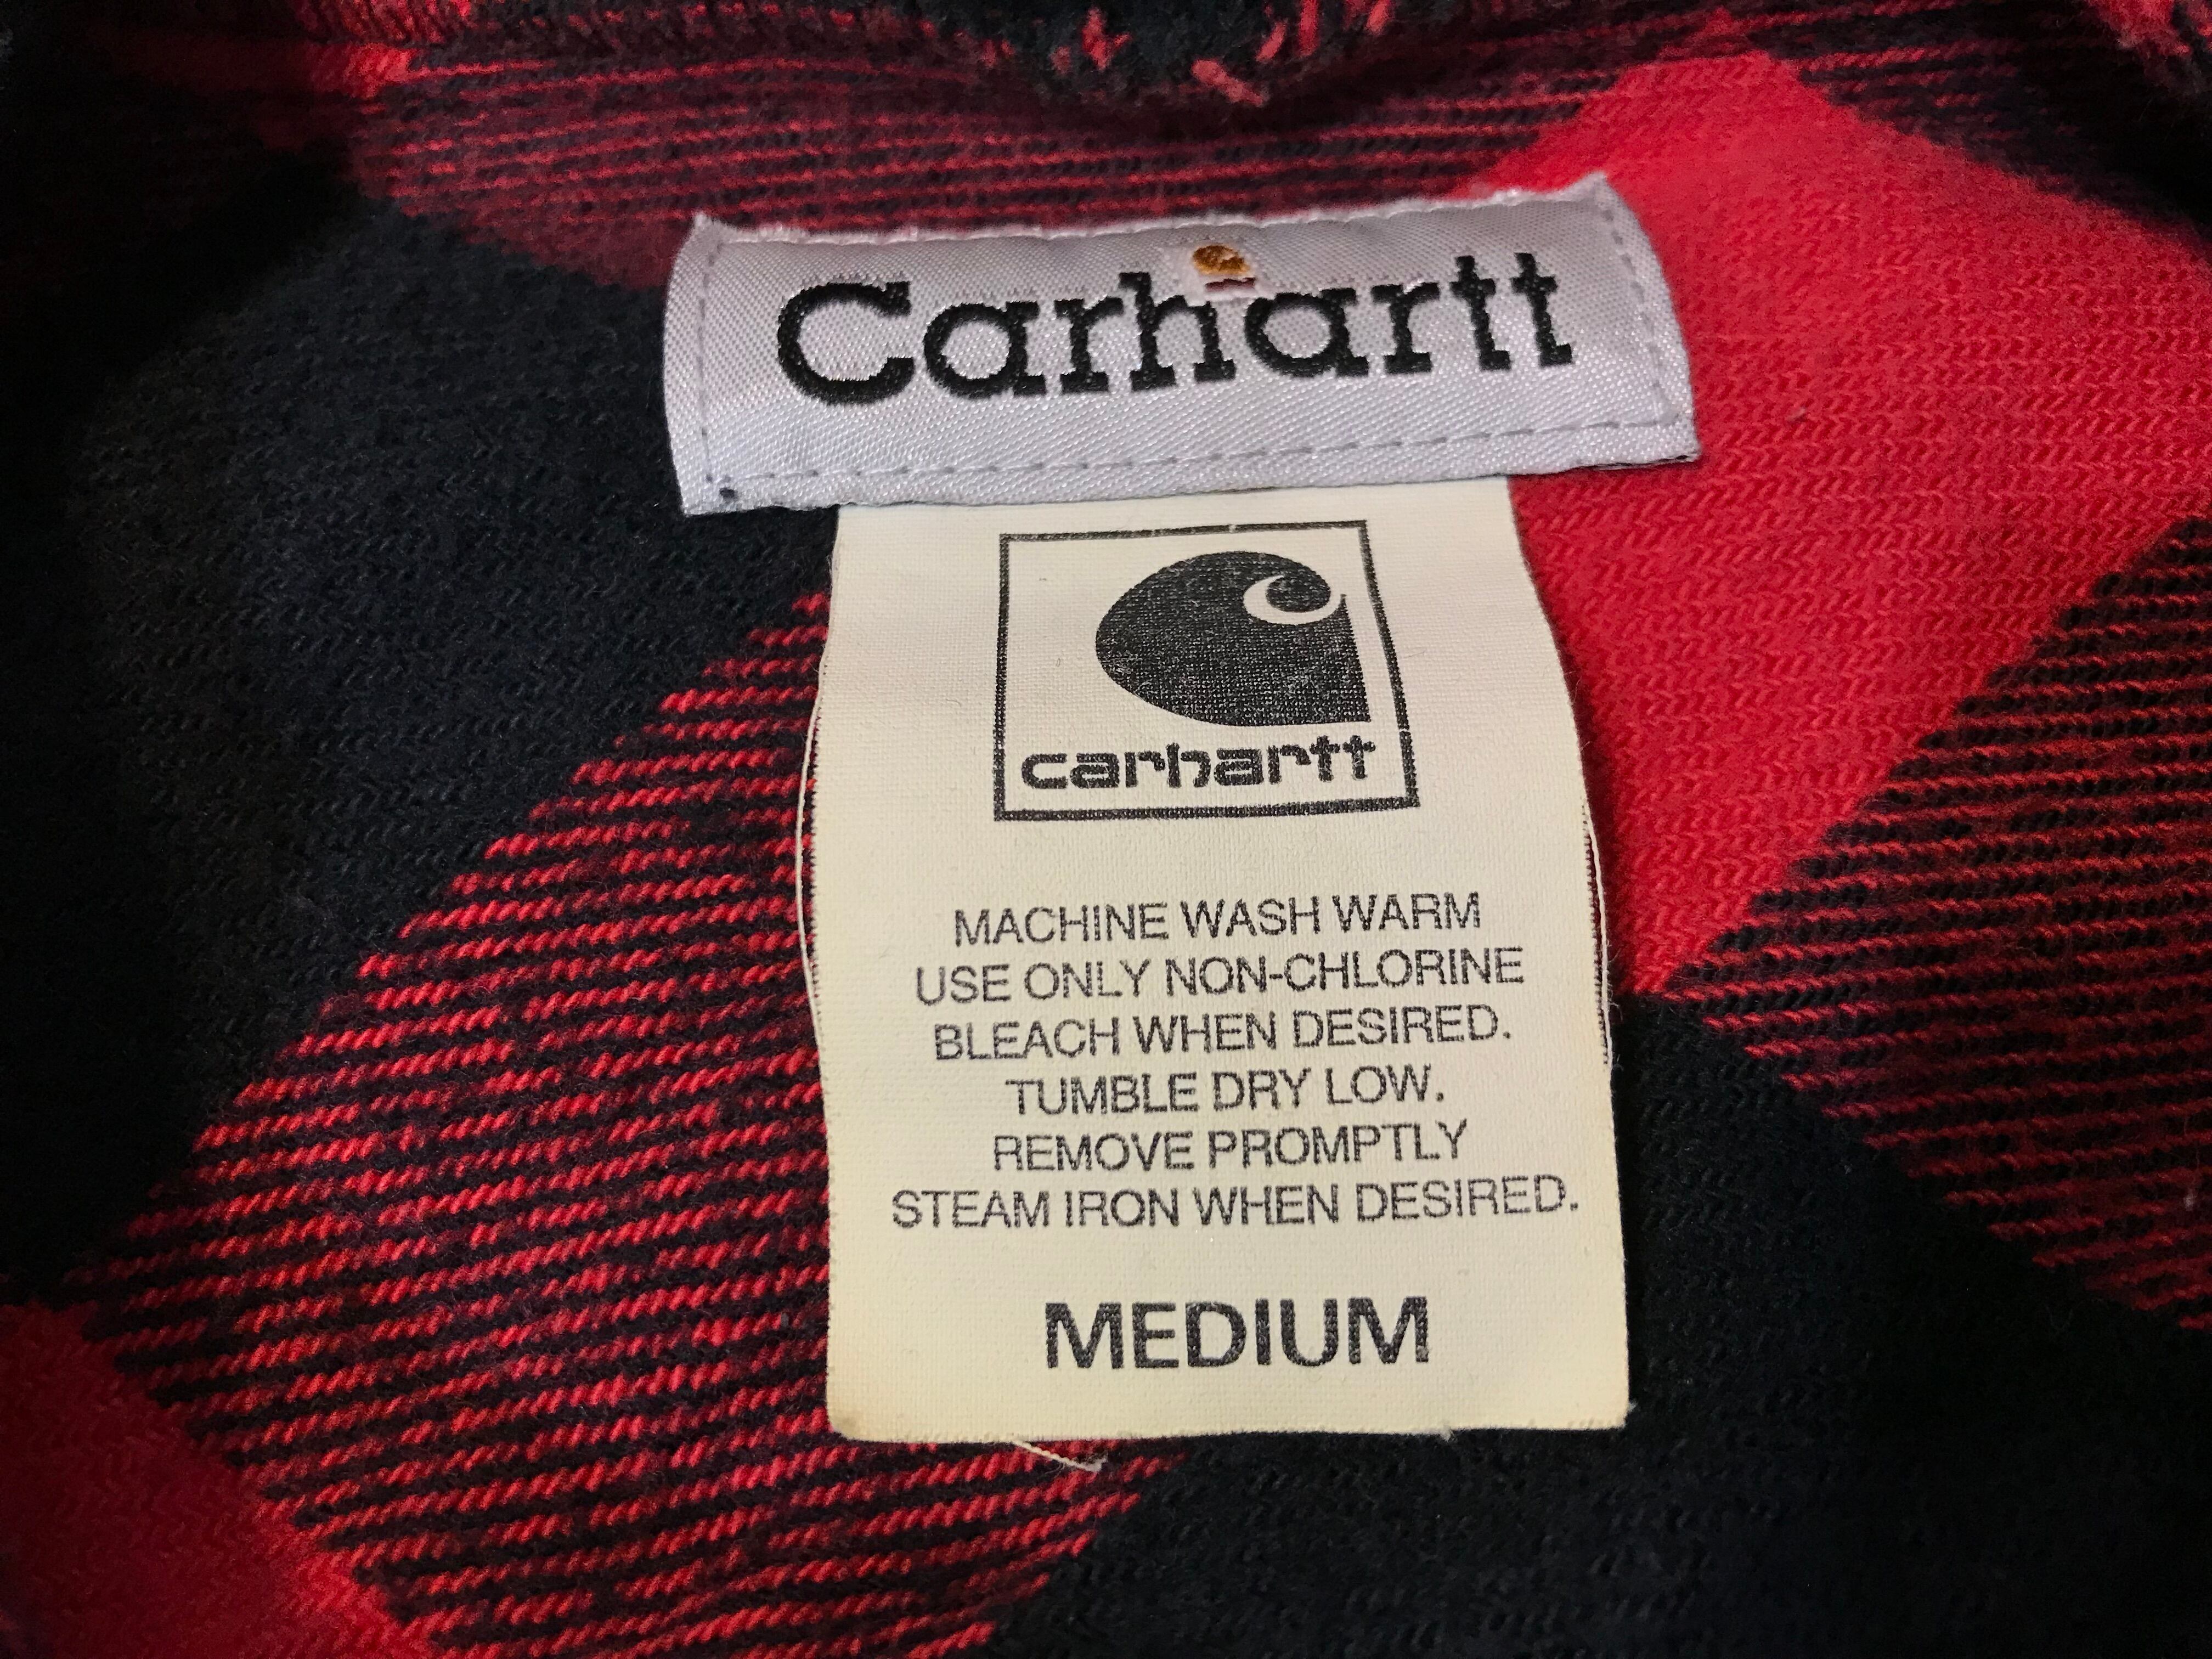 Carhartt
carhartt
MACHINE WASH WARM
USE ONLY NON-CHLORINE
BLEACH WHEN DESIRED.
TUMBLE DRY LOW.
REMOVE PROMPTLY
STEAM IRON WHEN DESIRED.
MEDIUM